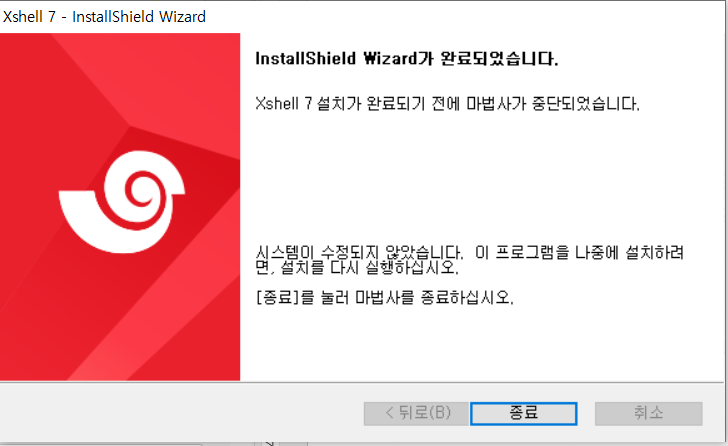 Xshell 7 - InstallShield Wizard
InstallShield Wizard가 완료되었습니다.
Xshell 7 설치가 완료되기 전에 마법사가 중단되었습니다.
시스템이 수정되지 않았습니다. 이 프로그램을 나중에 설치하려
면, 설치를 다시 실행하십시오.
[종료]를 눌러 마법사를 종료하십시오.
< 뒤로(B) 종료 취소